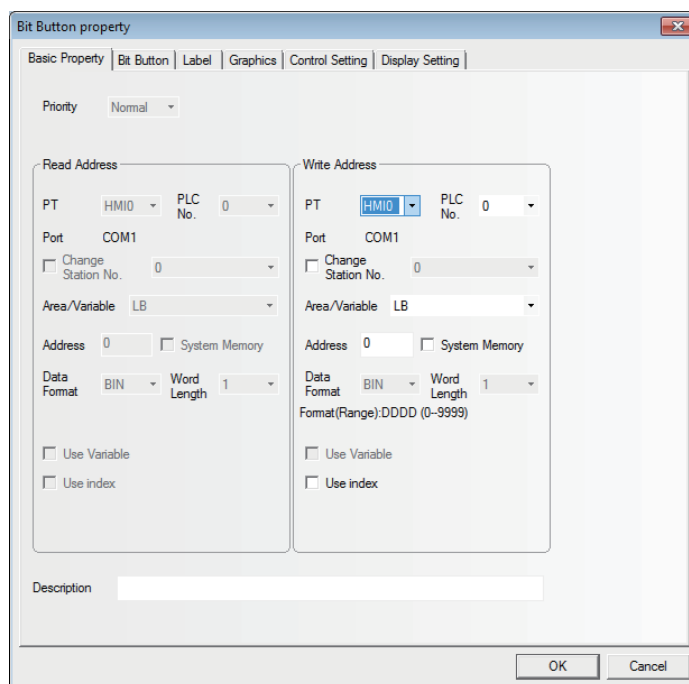 Bit Button property
Basic Property Bit Button Label Graphics Control Setting Display Setting
Priority Normal
Read Address
PT HMI0 PLC No. 0
Port COM1
Change Station No. 0
Area/Variable LB
Address 0 System Memory
Data Format BIN Word Length 1
Use Variable
Use index
Write Address
PT HMI0 PLC No. 0
Port COM1
Change Station No. 0
Area/Variable LB
Address 0 System Memory
Data Format BIN Word Length 1
Format(Range):DDDD (0--9999)
Use Variable
Use index
Description
OK Cancel